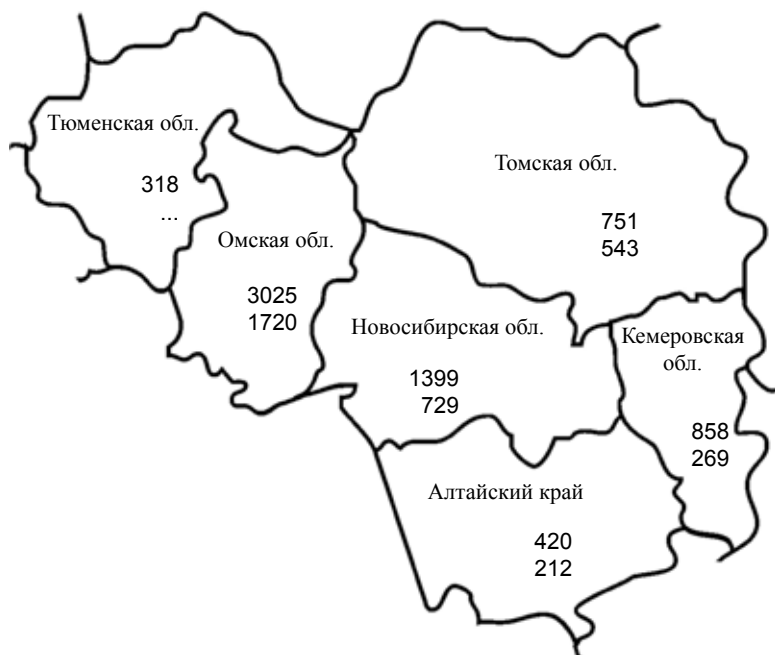 Тюменская обл.
318
...
Томская обл.
751
543
Омская обл.
3025
1720
Новосибирская обл.
1399
729
Кемеровская
обл.
858
269
Алтайский край
420
212